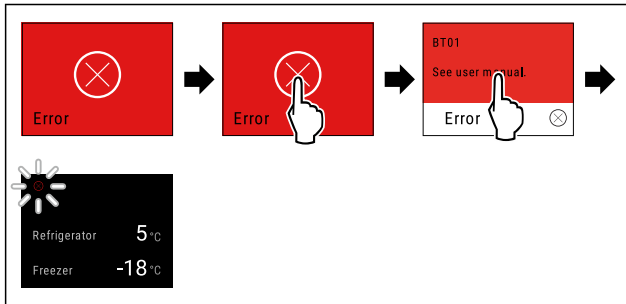 Error
Error
BT01
See user manual.
Error
Refrigerator 5 °C
Freezer -18 °C